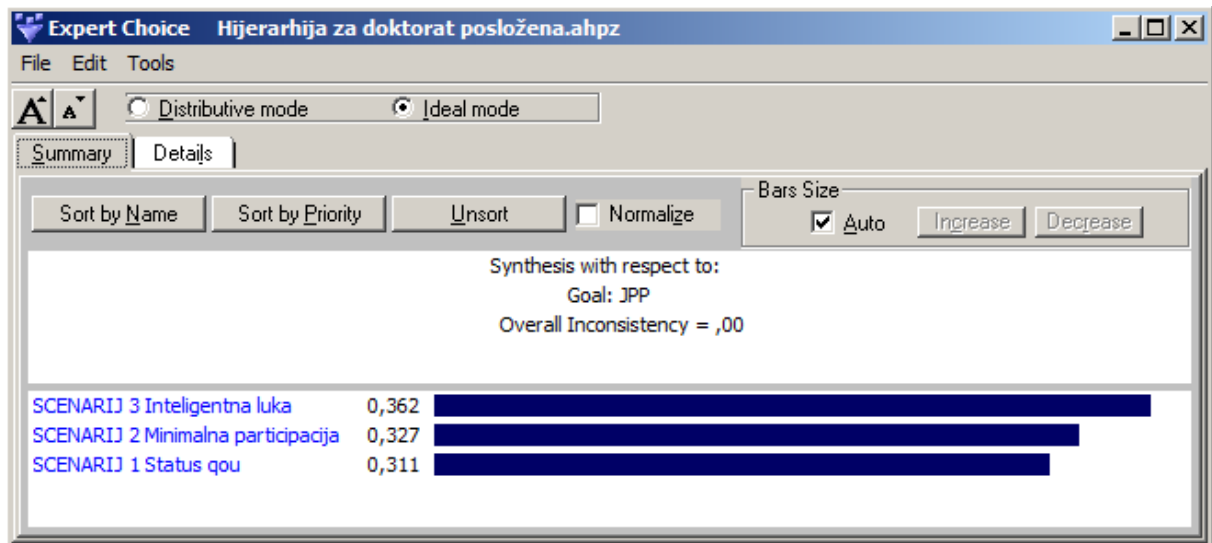 Expert Choice Hijerarhija za doktorat posložena.ahpz
File Edit Tools
A A Distributive mode Ideal mode
Summary Details
Sort by Name Sort by Priority Unsort Normalize
Bars Size
Auto Increase Decrease
Synthesis with respect to:
Goal: JPP
Overall Inconsistency = ,00
SCENARIJ 3 Inteligentna luka 0,362
SCENARIJ 2 Minimalna participacija 0,327
SCENARIJ 1 Status qou 0,311